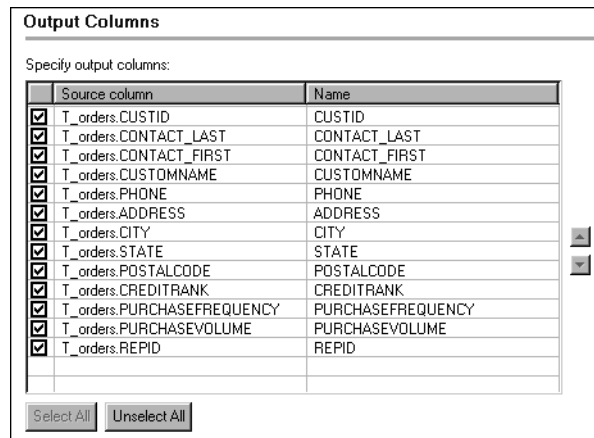 Output Columns
Specify output columns:
Source column Name
T_orders.CUSTID CUSTID
T_orders.CONTACT_LAST CONTACT_LAST
T_orders.CONTACT_FIRST CONTACT_FIRST
T_orders.CUSTOMNAME CUSTOMNAME
T_orders.PHONE PHONE
T_orders.ADDRESS ADDRESS
T_orders.CITY CITY
T_orders.STATE STATE
T_orders.POSTALCODE POSTALCODE
T_orders.CREDITRANK CREDITRANK
T_orders.PURCHASEFREQUENCY PURCHASEFREQUENCY
T_orders.PURCHASEVOLUME PURCHASEVOLUME
T_orders.REPID REPID
Select All Unselect All